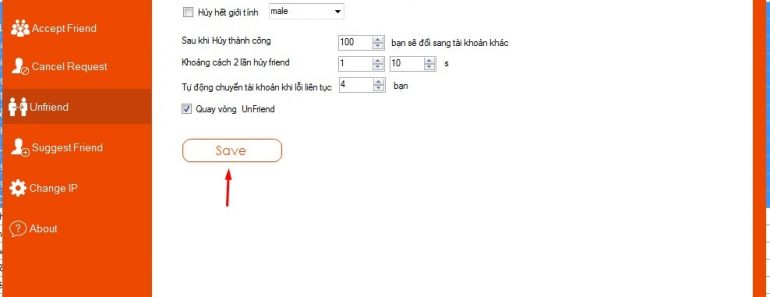 Hủy hết giới tính male
Accept Friend
Sau khi Hủy thành công 100 bạn sẽ đổi sang tài khoản khác
Cancel Request
Khoảng cách 2 lần hủy friend 1 10 s
Tự động chuyển tài khoản khi lỗi liên tục 4 bạn
Unfriend
Quay vòng UnFriend
Suggest Friend
Save
Change IP
About